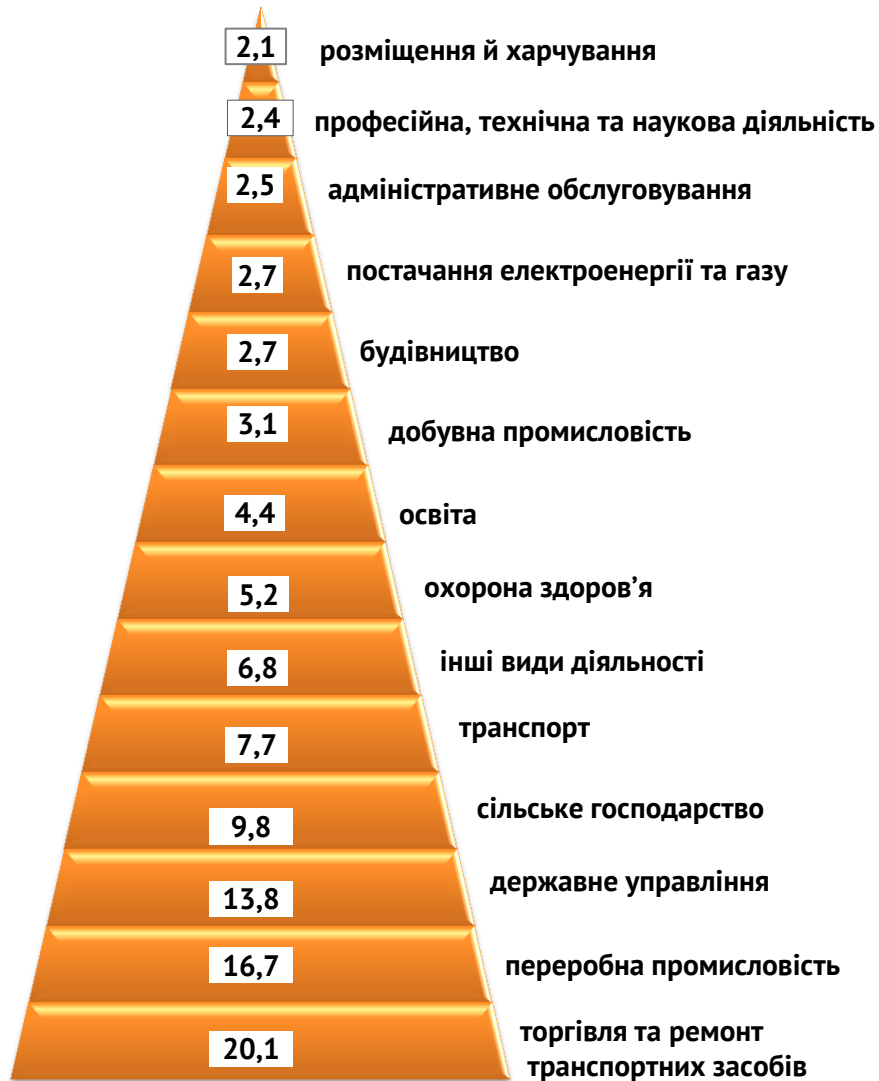 2,1 розміщення й харчування
2,4 професійна, технічна та наукова діяльність
2,5 адміністративне обслуговування
2,7 постачання електроенергії та газу
2,7 будівництво
3,1 добувна промисловість
4,4 освіта
5,2 охорона здоров’я
6,8 інші види діяльності
7,7 транспорт
9,8 сільське господарство
13,8 державне управління
16,7 переробна промисловість
20,1 торгівля та ремонт
транспортних засобів